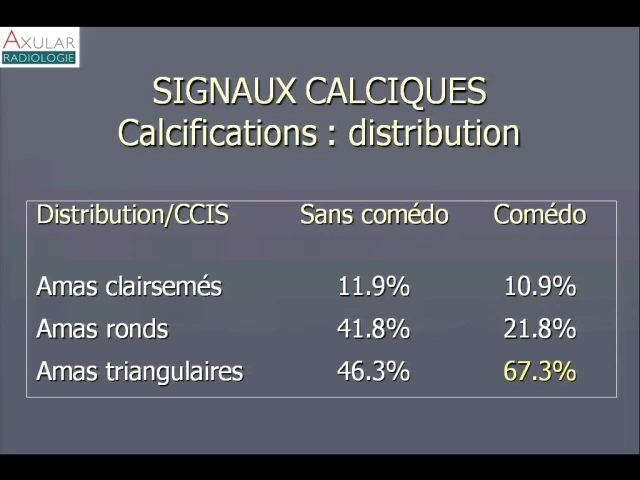 AXULAR
RADIOLOGIE
SIGNAUX CALCIQUES
Calcifications : distribution
Distribution/CCIS Sans comédo Comédo
Amas clairsemés 11.9% 10.9%
Amas ronds 41.8% 21.8%
Amas triangulaires 46.3% 67.3%